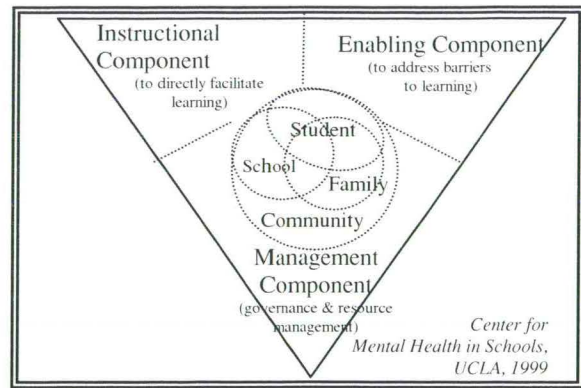 Instructional
Component
(to directly facilitate
learning)
Enabling Component
(to address barriers
to learning)
Student
School
Family
Community
Management
Component
(governance & resource
management)
Center for
Mental Health in Schools,
UCLA, 1999